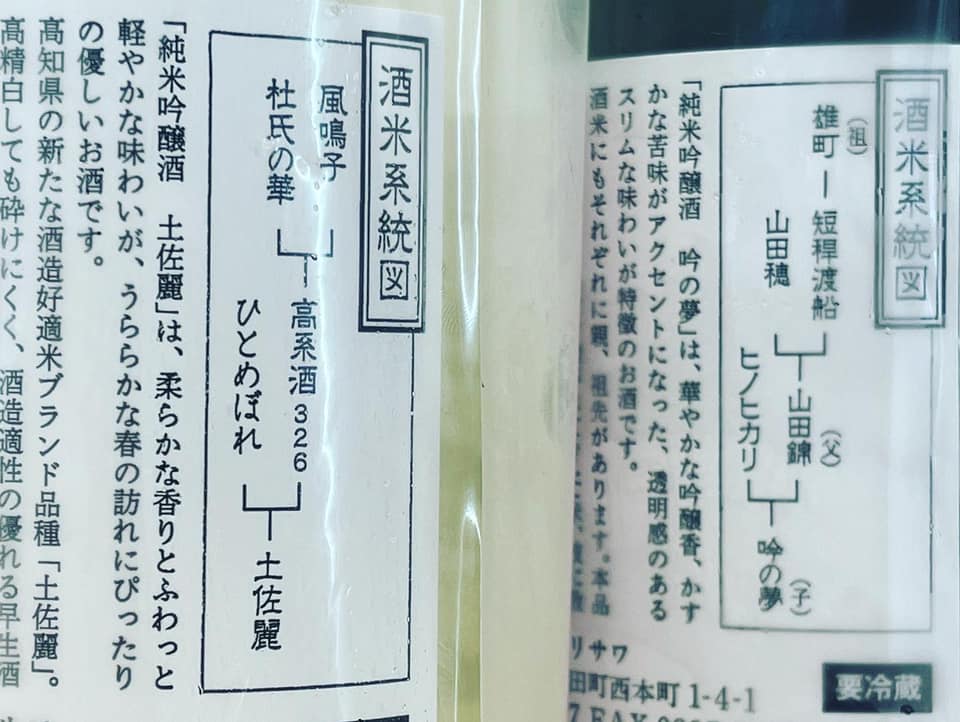 酒米系統図
風鳴子
杜氏の華
高系酒326
ひとめぼれ
土佐麗
「純米吟醸酒 土佐麗」は、柔らかな香りとふわっと
軽やかな味わいが、うららかな春の訪れにぴったり
の優しいお酒です。
高知県の新たな酒造好適米ブランド品種「土佐麗」。
高精白しても砕けにくく、酒造適性の優れる早生酒
酒米系統図
(祖)
雄町ー短稈渡船
山田穂
(父)
山田錦
ヒノヒカリ
(子)
吟の夢
「純米吟醸酒 吟の夢」は、華やかな吟醸香、かす
かな苦味がアクセントになった、透明感のある
スリムな味わいが特徴のお酒です。
酒米にもそれぞれに親、祖先があります。本品
リサワ
田町西本町1-4-1
7 FAX
要冷蔵